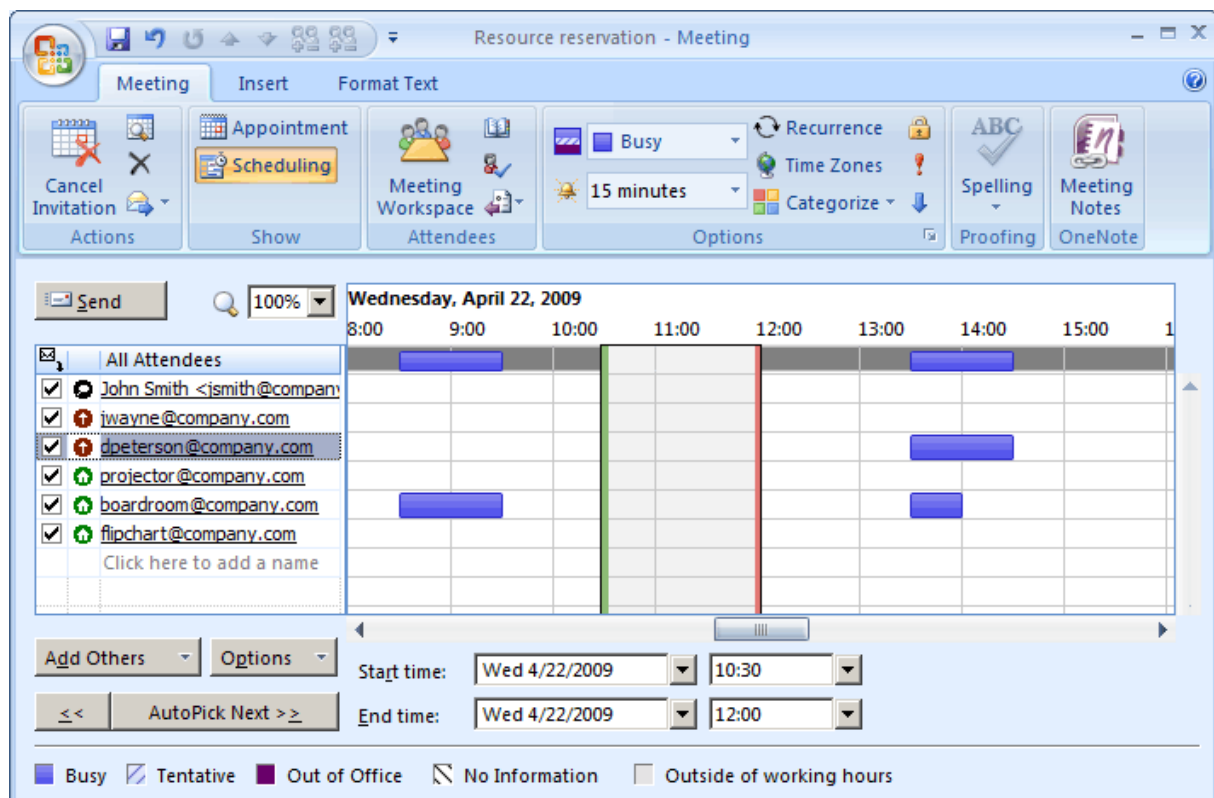 Resource reservation - Meeting
Meeting Insert Format Text
Cancel Invitation
Appointment
Scheduling
Meeting Workspace
Busy
15 minutes
Recurrence
Time Zones
Categorize
ABC
Spelling
Meeting Notes
Actions Show Attendees Options Proofing OneNote
Send 100% Wednesday, April 22, 2009
8:00 9:00 10:00 11:00 12:00 13:00 14:00 15:00 1
All Attendees
John Smith <jsmith@company
jwayne@company.com
dpeterson@company.com
projector@company.com
boardroom@company.com
flipchart@company.com
Click here to add a name
Add Others Options Start time: Wed 4/22/2009 10:30
<< AutoPick Next >> End time: Wed 4/22/2009 12:00
Busy Tentative Out of Office No Information Outside of working hours